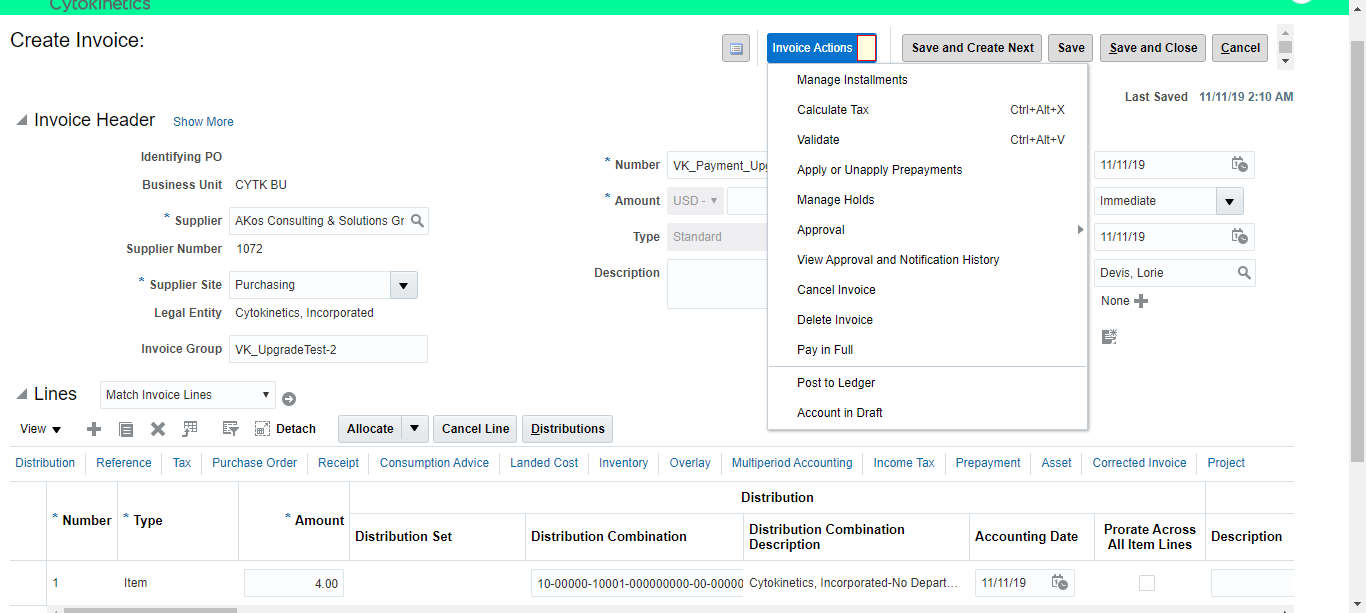 Cytokinetics
Create Invoice:
Invoice Actions
Save and Create Next
Save
Save and Close
Cancel
Last Saved 11/11/19 2:10 AM
Manage Installments
Calculate Tax Ctrl+Alt+X
Validate Ctrl+Alt+V
Apply or Unapply Prepayments
Manage Holds
Approval
View Approval and Notification History
Cancel Invoice
Delete Invoice
Pay in Full
Post to Ledger
Account in Draft
Invoice Header Show More
Identifying PO
Business Unit CYTK BU
* Supplier AKos Consulting & Solutions Gr
Supplier Number 1072
* Supplier Site Purchasing
Legal Entity Cytokinetics, Incorporated
Invoice Group VK_UpgradeTest-2
* Number VK_Payment_Upg
* Amount USD -
Type Standard
Description
11/11/19
Immediate
11/11/19
Devis, Lorie
None
Lines Match Invoice Lines
View Detach Allocate Cancel Line Distributions
Distribution Reference Tax Purchase Order Receipt Consumption Advice Landed Cost Inventory Overlay Multiperiod Accounting Income Tax Prepayment Asset Corrected Invoice Project
Distribution
* Number * Type * Amount
Distribution Set
Distribution Combination
Distribution Combination
Description
Accounting Date
Prorate Across
All Item Lines
Description
1 Item 4.00 10-00000-10001-000000000-00-00000 Cytokinetics, Incorporated-No Depart... 11/11/19